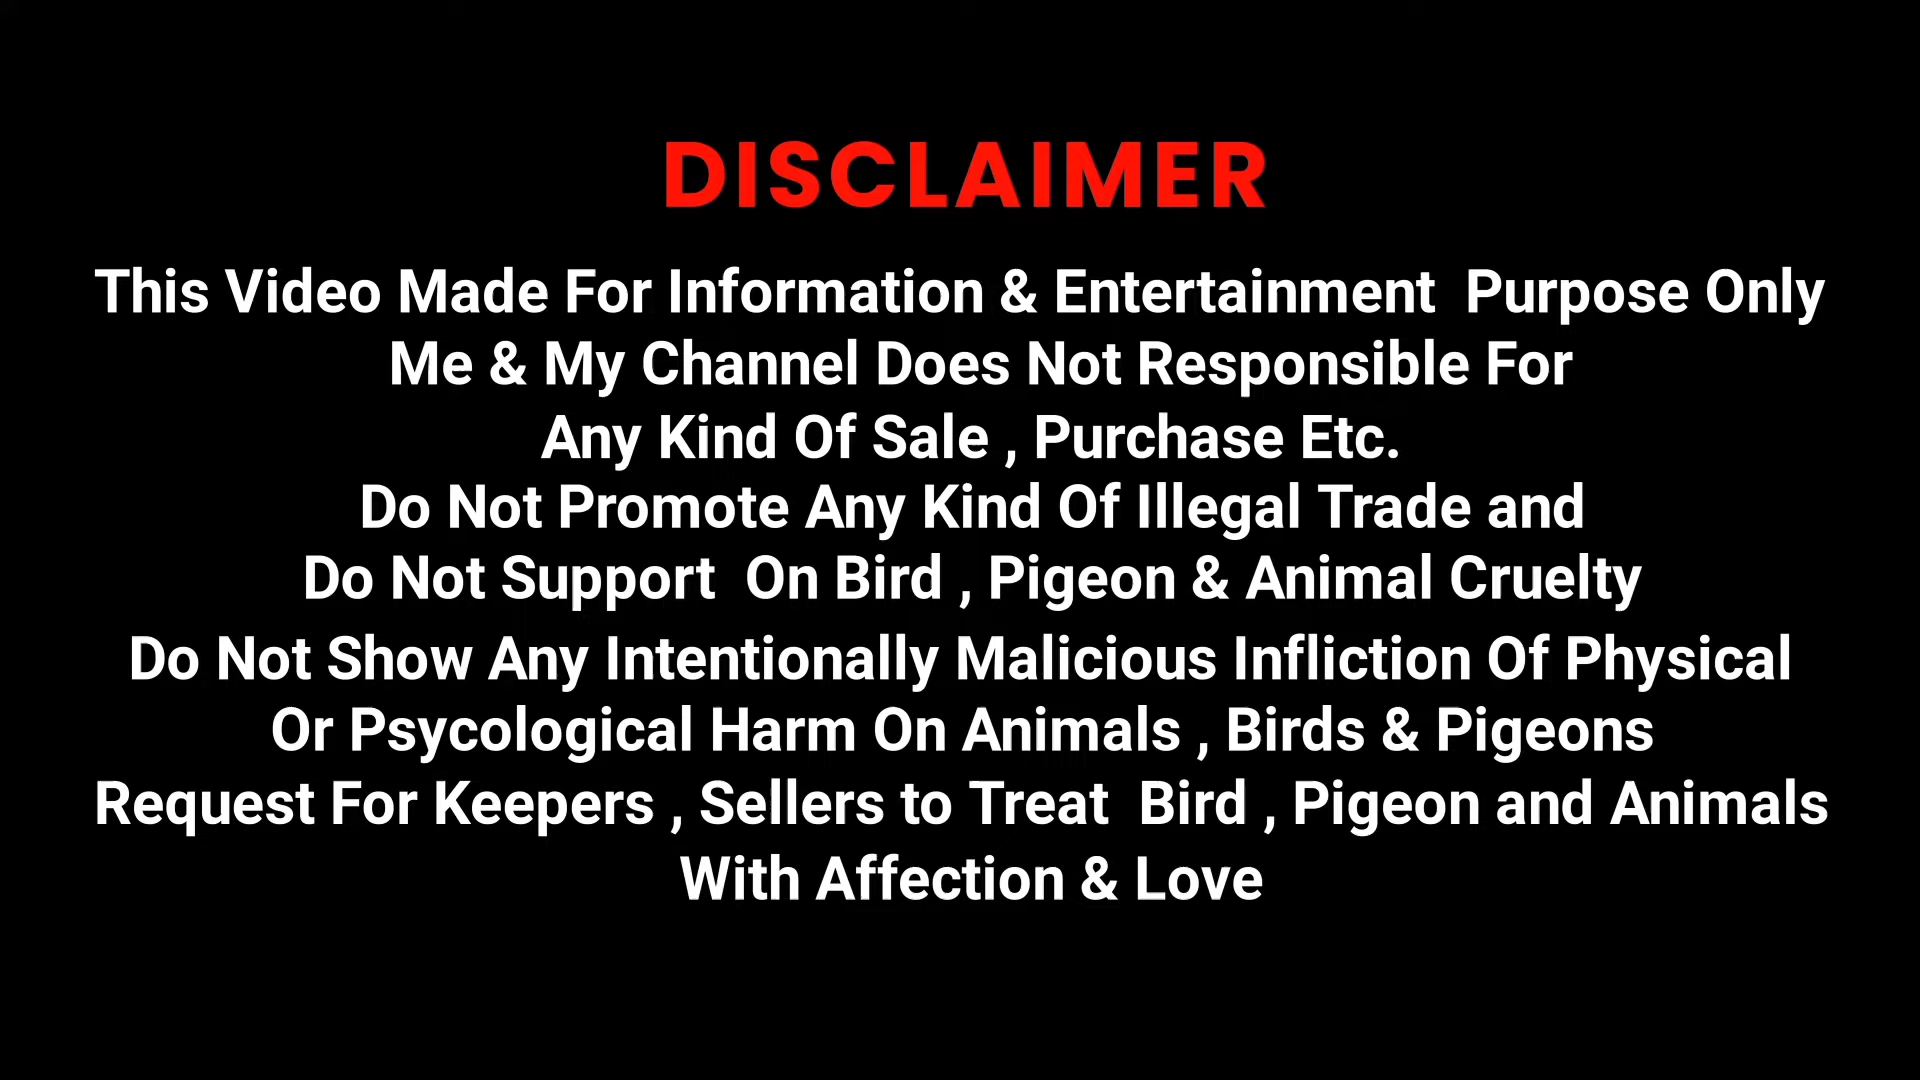 DISCLAIMER
This Video Made For Information & Entertainment  Purpose Only
Me & My Channel Does Not Responsible For
Any Kind Of Sale , Purchase Etc.
Do Not Promote Any Kind Of Illegal Trade and
Do Not Support  On Bird , Pigeon & Animal Cruelty
Do Not Show Any Intentionally Malicious Infliction Of Physical
Or Psycological Harm On Animals , Birds & Pigeons
Request For Keepers , Sellers to Treat  Bird , Pigeon and Animals
With Affection & Love